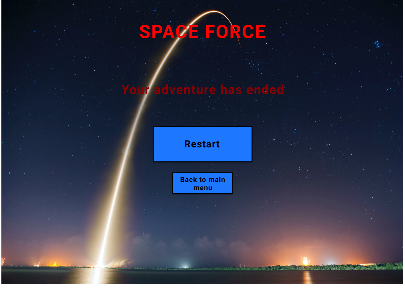 SPACE FORCE
Your adventure has ended
Restart
Back to main
menu